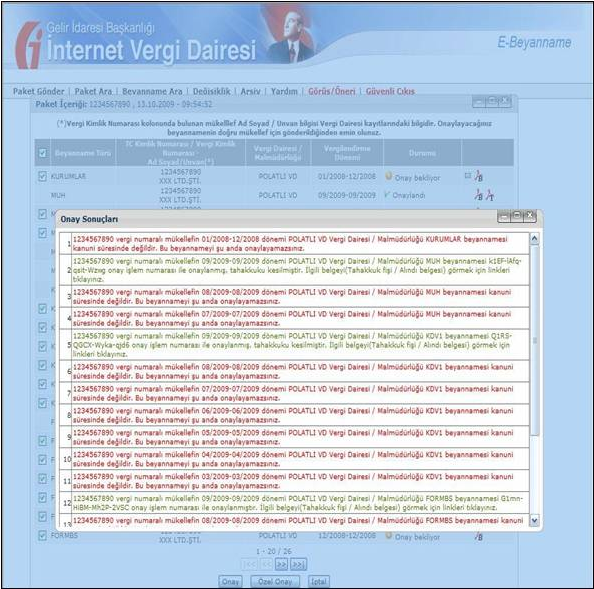 Gelir İdaresi Başkanlığı
İnternet Vergi Dairesi
E-Beyanname
Paket Gönder | Paket Ara | Beyanname Ara | Değişiklik | Arşiv | Yardım | Görüş/Öneri | Güvenli Çıkış
Paket İçeriği: 1234567890 , 13.10.2009 - 09:54:52
(*)Vergi Kimlik Numarası kolonunda bulunan mükellef Ad Soyad / Unvan bilgisi Vergi Dairesi kayıtlarındaki bilgidir. Onaylayacağınız
beyannamenin doğru mükellef için gönderildiğinden emin olunuz.
Beyanname Türü
TC Kimlik Numarası / Vergi Kimlik
Numarası -
Ad Soyad/Unvan(*)
Vergi Dairesi /
Malmüdürlüğü
Vergilendirme
Dönemi
Durumu
KURUMLAR
1234567890
XXX LTD.ŞTİ.
POLATLI VD
01/2008-12/2008
Onay bekliyor
MUH
1234567890
XXX LTD.ŞTİ.
POLATLI VD
09/2009-09/2009
Onaylandı
Onay Sonuçları
1 1234567890 vergi numaralı mükellefin 01/2008-12/2008 dönemi POLATLI VD Vergi Dairesi / Malmüdürlüğü KURUMLAR beyannamesi
kanuni süresinde değildir. Bu beyannameyi şu anda onaylayamazsınız.
2 1234567890 vergi numaralı mükellefin 09/2009-09/2009 dönemi POLATLI VD Vergi Dairesi / Malmüdürlüğü MUH beyannamesi
onay işlem numarası ile onaylanmış, tahakkuku kesilmiştir. İlgili belgeyi(Tahakkuk fişi / Alındı belgesi) görmek için linkleri
tıklayınız.
3 1234567890 vergi numaralı mükellefin 08/2009-08/2009 dönemi POLATLI VD Vergi Dairesi / Malmüdürlüğü MUH beyannamesi kanuni
süresinde değildir. Bu beyannameyi şu anda onaylayamazsınız.
4 1234567890 vergi numaralı mükellefin 07/2009-07/2009 dönemi POLATLI VD Vergi Dairesi / Malmüdürlüğü MUH beyannamesi kanuni
süresinde değildir. Bu beyannameyi şu anda onaylayamazsınız.
5 1234567890 vergi numaralı mükellefin 09/2009-09/2009 dönemi POLATLI VD Vergi Dairesi / Malmüdürlüğü KDV1 beyannamesi Q1RS-
QGCX-Wyka-qjd6 onay işlem numarası ile onaylanmış, tahakkuku kesilmiştir. İlgili belgeyi(Tahakkuk fişi / Alındı belgesi) görmek için
linkleri tıklayınız.
6 1234567890 vergi numaralı mükellefin 08/2009-08/2009 dönemi POLATLI VD Vergi Dairesi / Malmüdürlüğü KDV1 beyannamesi kanuni
süresinde değildir. Bu beyannameyi şu anda onaylayamazsınız.
7 1234567890 vergi numaralı mükellefin 07/2009-07/2009 dönemi POLATLI VD Vergi Dairesi / Malmüdürlüğü KDV1 beyannamesi kanuni
süresinde değildir. Bu beyannameyi şu anda onaylayamazsınız.
8 1234567890 vergi numaralı mükellefin 06/2009-06/2009 dönemi POLATLI VD Vergi Dairesi / Malmüdürlüğü KDV1 beyannamesi kanuni
süresinde değildir. Bu beyannameyi şu anda onaylayamazsınız.
9 1234567890 vergi numaralı mükellefin 05/2009-05/2009 dönemi POLATLI VD Vergi Dairesi / Malmüdürlüğü KDV1 beyannamesi kanuni
süresinde değildir. Bu beyannameyi şu anda onaylayamazsınız.
10 1234567890 vergi numaralı mükellefin 04/2009-04/2009 dönemi POLATLI VD Vergi Dairesi / Malmüdürlüğü KDV1 beyannamesi kanuni
süresinde değildir. Bu beyannameyi şu anda onaylayamazsınız.
11 1234567890 vergi numaralı mükellefin 03/2009-03/2009 dönemi POLATLI VD Vergi Dairesi / Malmüdürlüğü KDV1 beyannamesi kanuni
süresinde değildir. Bu beyannameyi şu anda onaylayamazsınız.
12 1234567890 vergi numaralı mükellefin 09/2009-09/2009 dönemi POLATLI VD Vergi Dairesi / Malmüdürlüğü FORMBS beyannamesi G1mn-
HiBM-Mh2P-2VSC onay işlem numarası ile onaylanmıştır. İlgili belgeyi(Tahakkuk fişi / Alındı belgesi) görmek için linkleri tıklayınız.
13 1234567890 vergi numaralı mükellefin 08/2009-08/2009 dönemi POLATLI VD Vergi Dairesi / Malmüdürlüğü FORMBS beyannamesi kanuni
FORMBS
XXX LTD.ŞTİ.
POLATLI VD
12/2008-12/2008
Onay bekliyor
1 - 20 / 26
Onay
Özel Onay
İptal